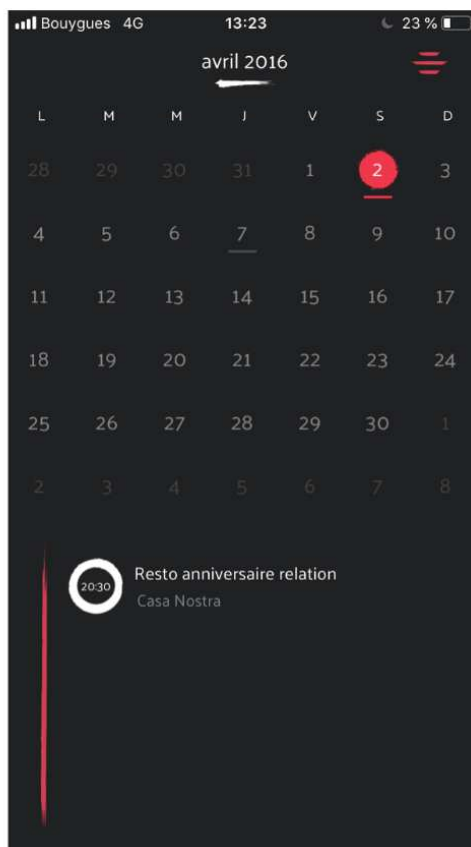 Bouygues 4G 13:23 23 %
avril 2016
L M M J V S D
28 29 30 31 1 2 3
4 5 6 7 8 9 10
11 12 13 14 15 16 17
18 19 20 21 22 23 24
25 26 27 28 29 30 1
2 3 4 5 6 7 8
20:30 Resto anniversaire relation
Casa Nostra